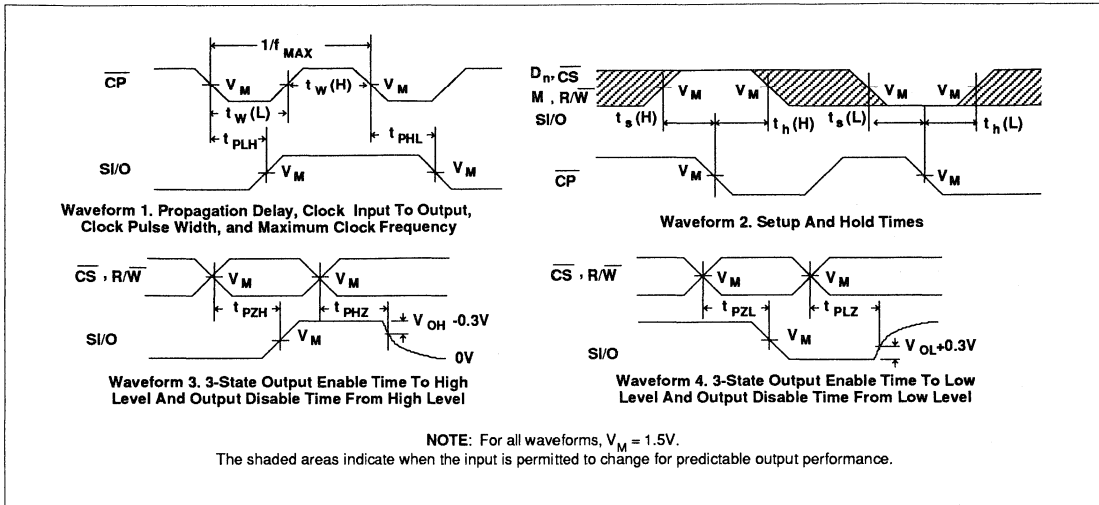 1/f MAX
CP
V M
t W (H)
V M
t W (L)
t PLH
t PHL
SI/O
V M
V M
Waveform 1. Propagation Delay, Clock Input To Output,
Clock Pulse Width, and Maximum Clock Frequency
D n, CS
M , R/W
SI/O
V M
V M
V M
V M
t s (H)
t h (H)
t s (L)
t h (L)
CP
V M
V M
Waveform 2. Setup And Hold Times
CS , R/W
V M
V M
t PZH
t PHZ
V OH -0.3V
SI/O
V M
0V
Waveform 3. 3-State Output Enable Time To High
Level And Output Disable Time From High Level
CS , R/W
V M
V M
t PZL
t PLZ
SI/O
V M
V OL +0.3V
Waveform 4. 3-State Output Enable Time To Low
Level And Output Disable Time From Low Level
NOTE: For all waveforms, V M = 1.5V.
The shaded areas indicate when the input is permitted to change for predictable output performance.